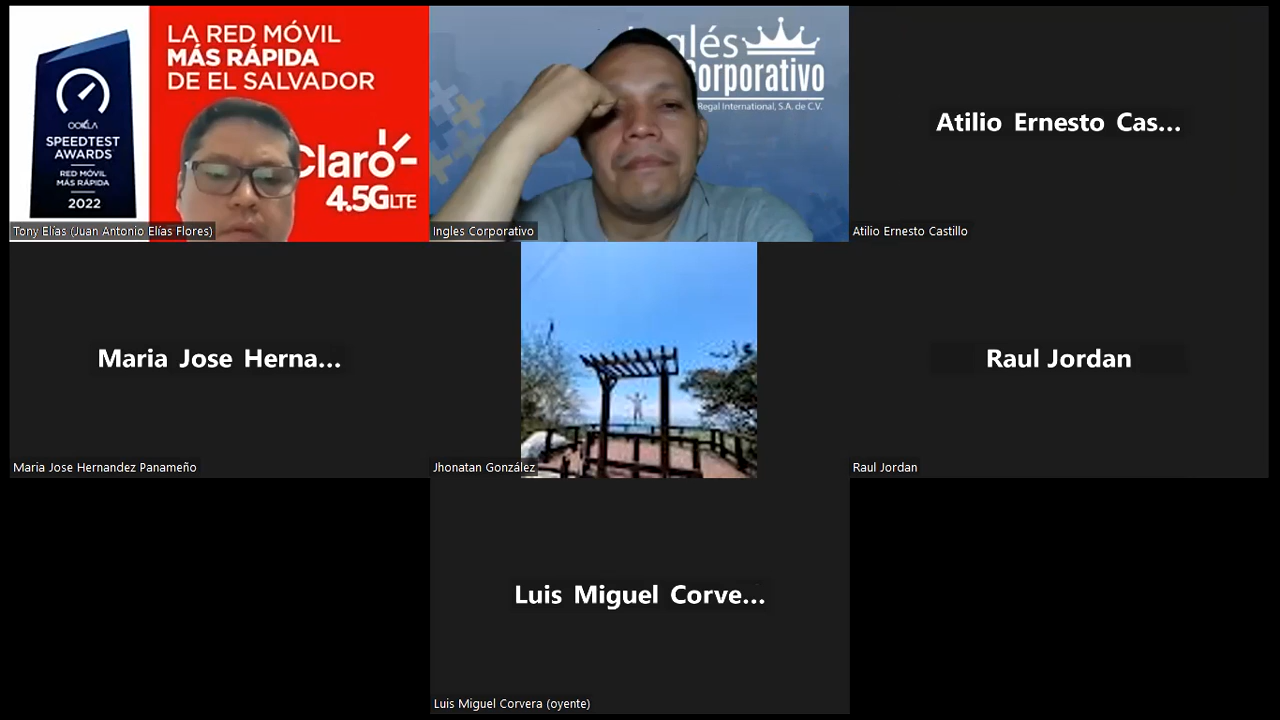 LA RED MÓVIL
MÁS RÁPIDA
DE EL SALVADOR
OOKLA
SPEEDTEST
AWARDS
RED MÓVIL
MÁS RÁPIDA
2022
Claro
4.5G LTE
Tony Elías (Juan Antonio Elías Flores)
Inglés
Corporativo
Regal International, S.A. de C.V.
Ingles Corporativo
Atilio Ernesto Cas...
Atilio Ernesto Castillo
Maria Jose Herna...
Maria Jose Hernandez Panameño
Jhonatan González
Raul Jordan
Raul Jordan
Luis Miguel Corve...
Luis Miguel Corvera (oyente)